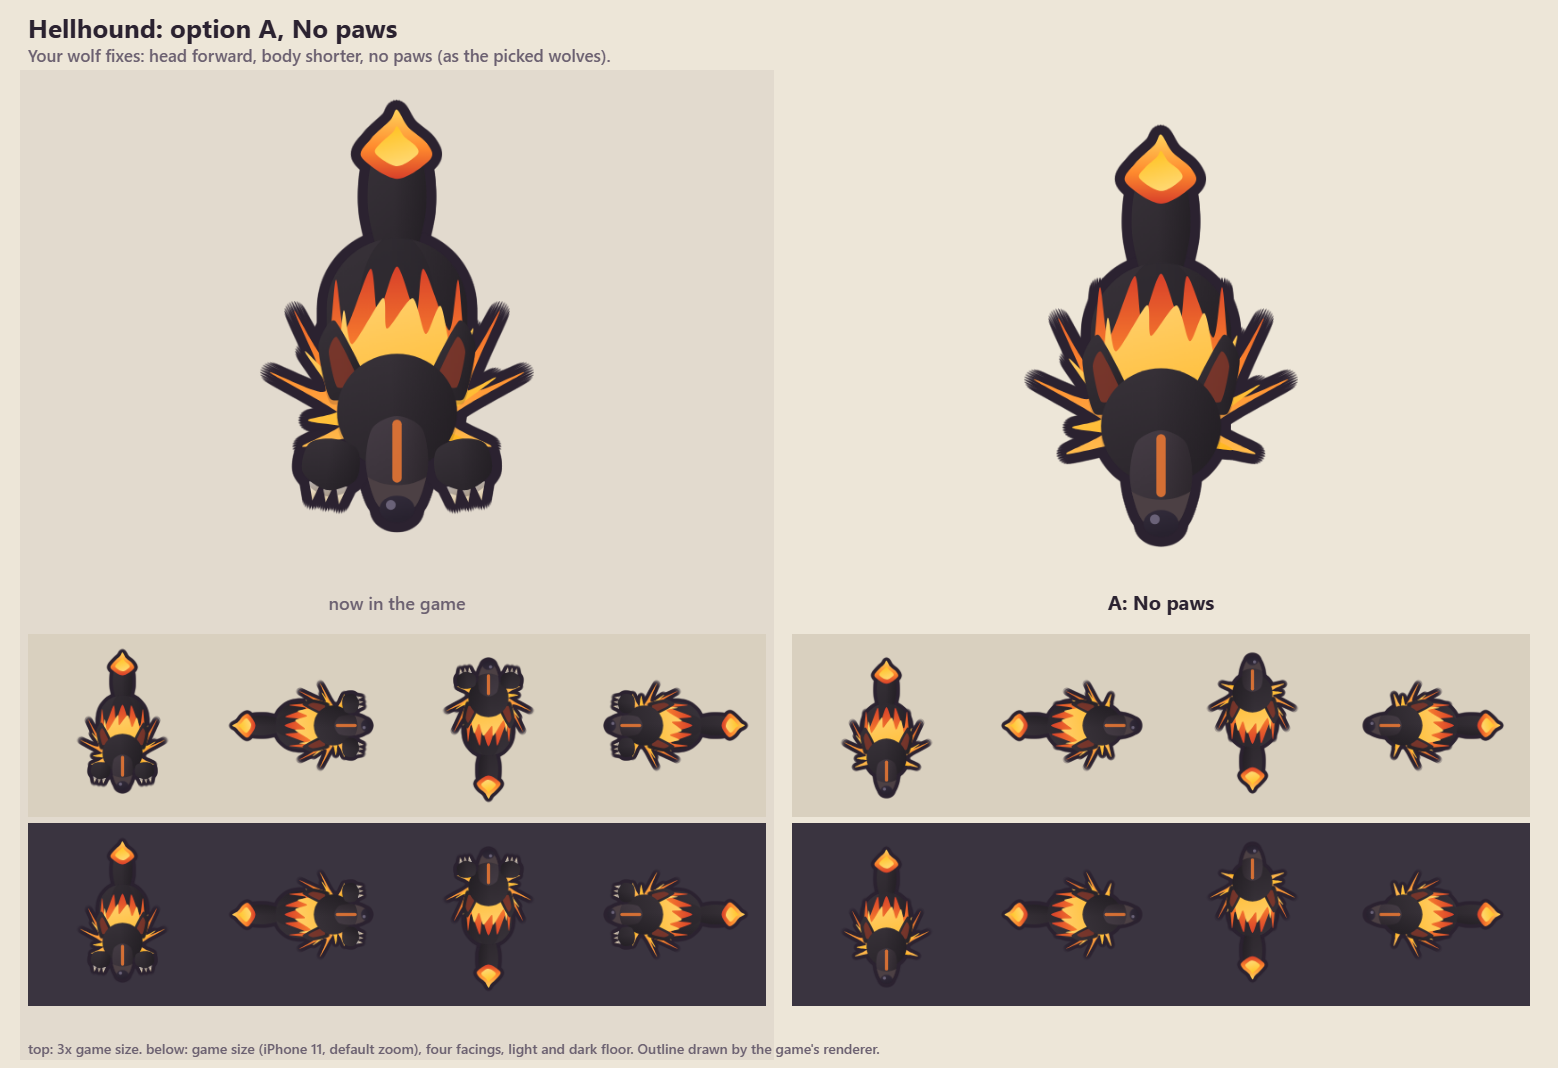 Hellhound: option A, No paws
Your wolf fixes: head forward, body shorter, no paws (as the picked wolves).
now in the game
A: No paws
top: 3x game size. below: game size (iPhone 11, default zoom), four facings, light and dark floor. Outline drawn by the game's renderer.